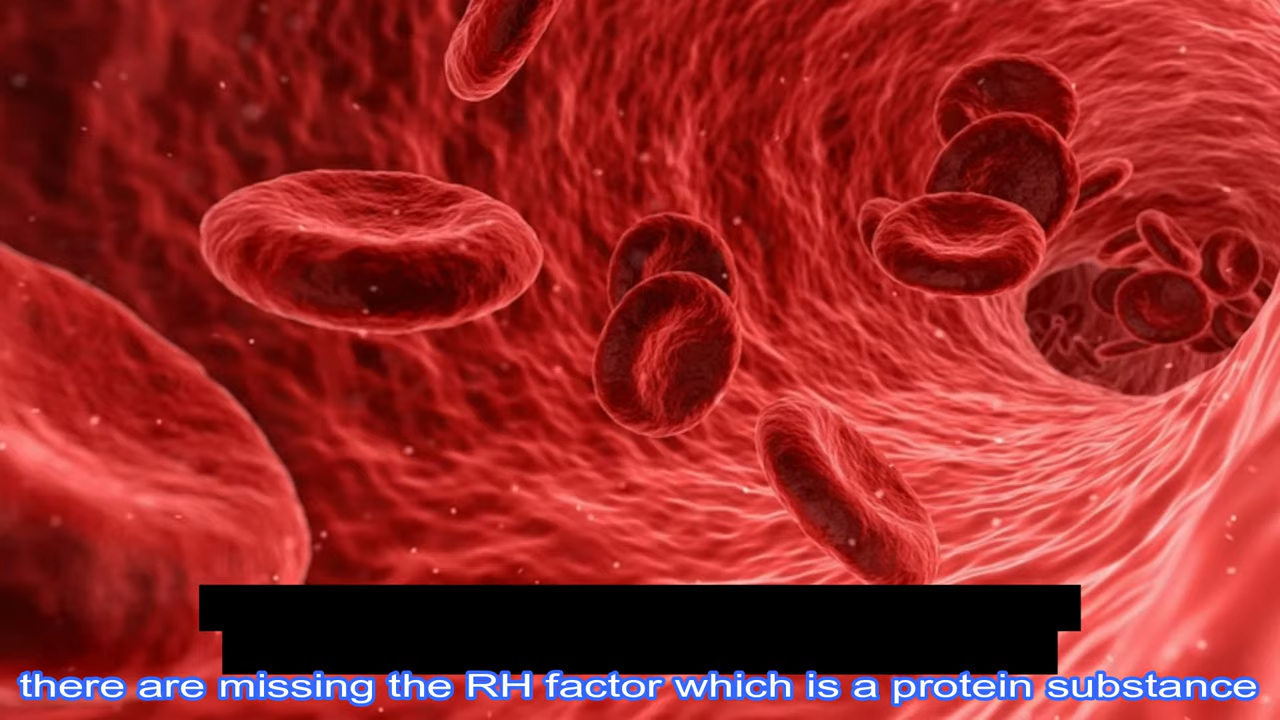 there are missing the RH factor which is a protein substance